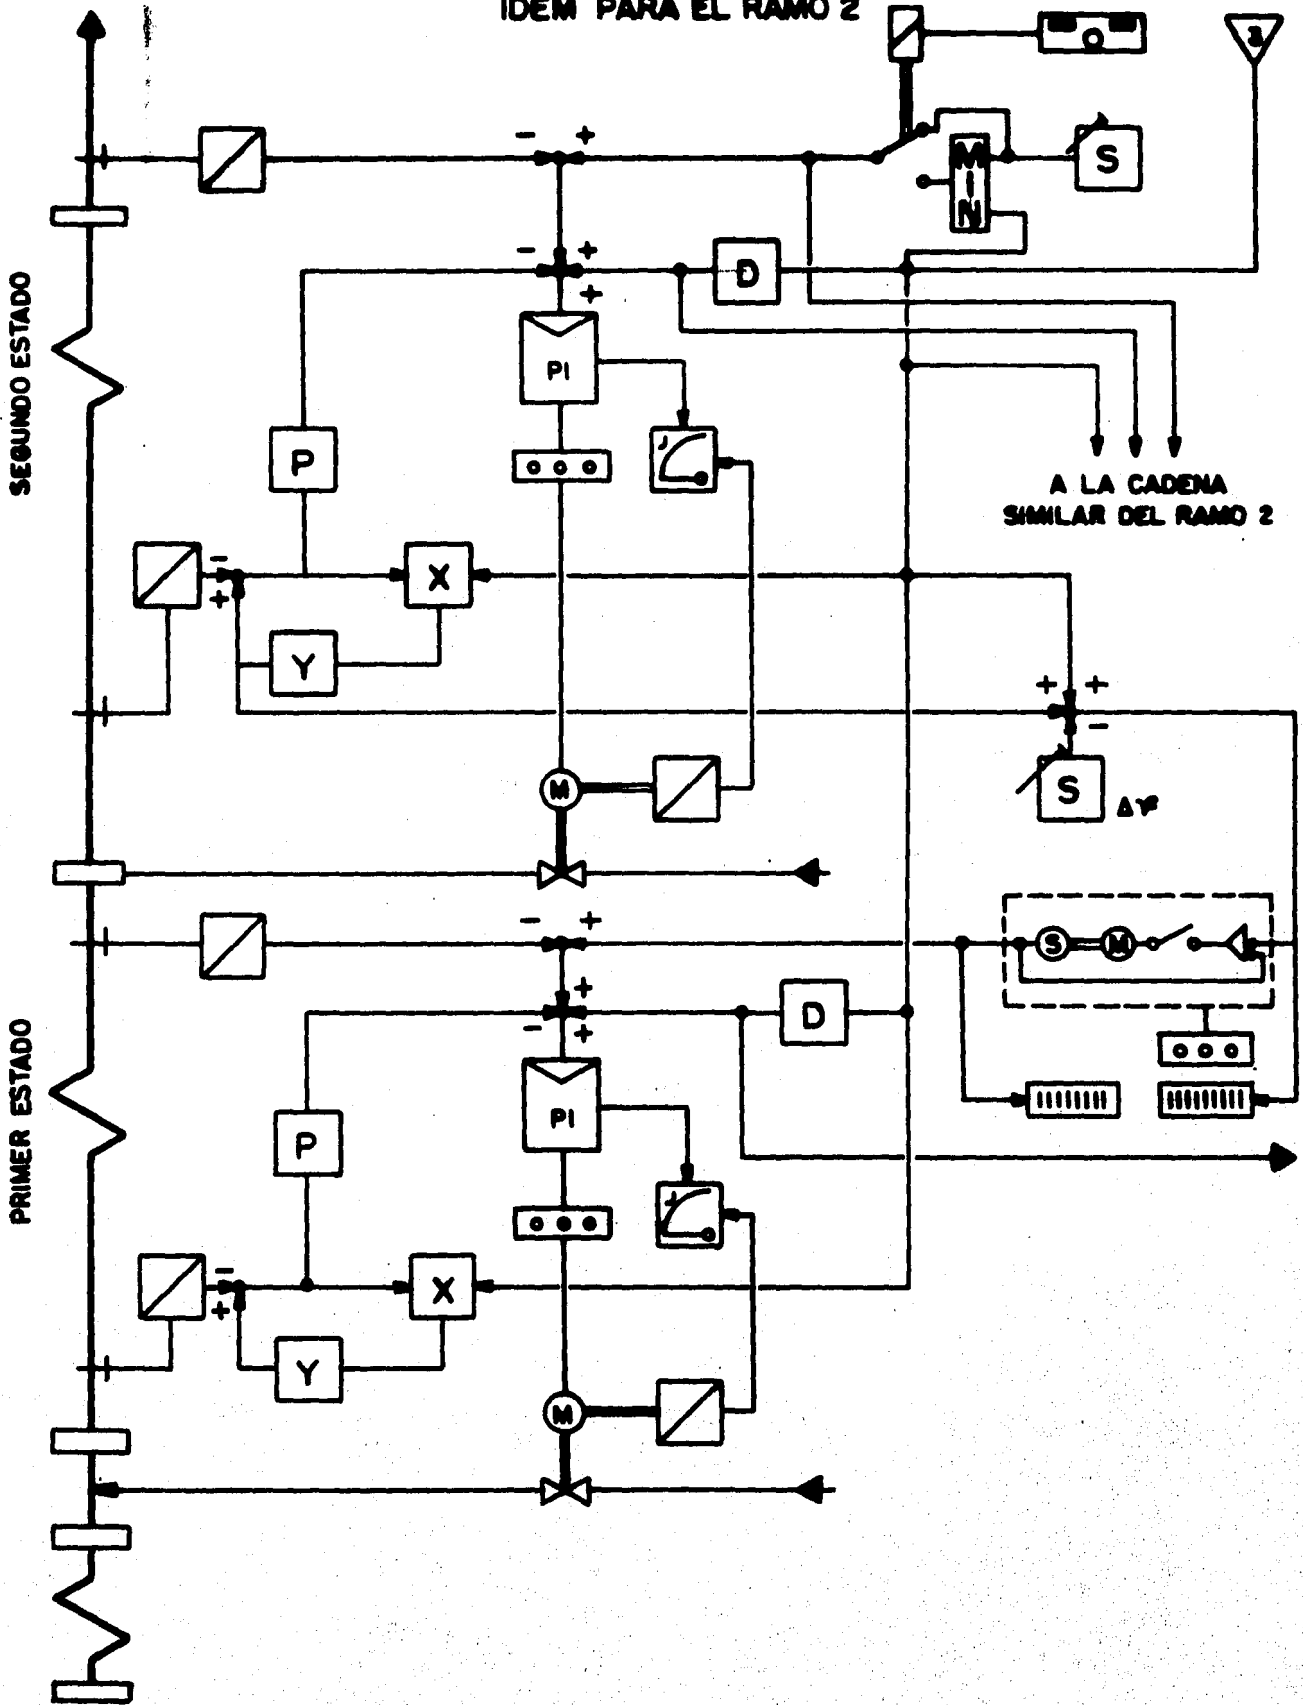 IDEM PARA EL RAMO 2
- +
S
MIN
- +
D
+
PI
P
SEGUNDO ESTADO
A LA CADENA
SIMILAR DEL RAMO 2
-
X
+
Y
+ +
-
M
S
- +
S M
+
D
- +
PI
P
PRIMER ESTADO
-
X
+
Y
M